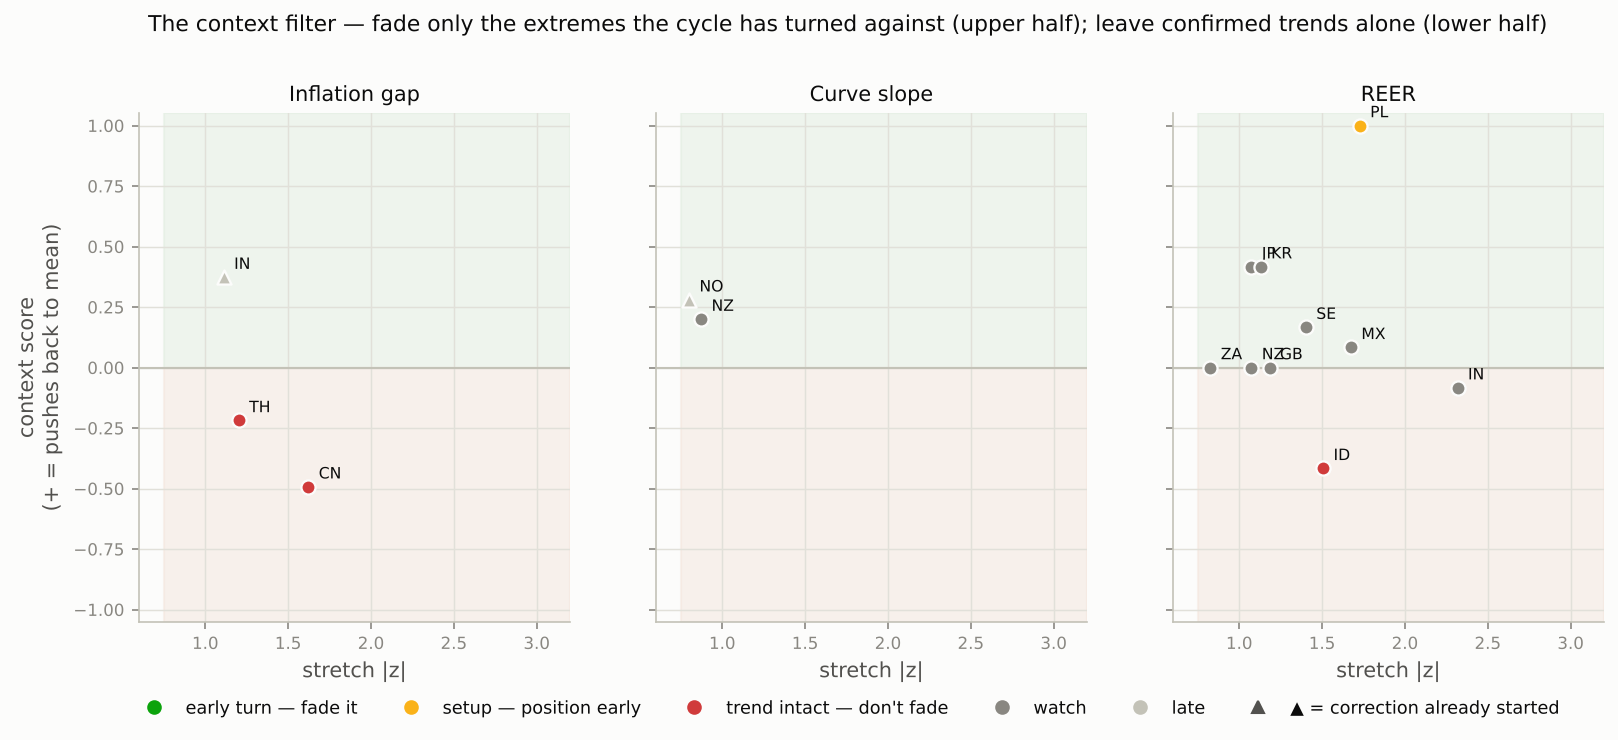 The context filter — fade only the extremes the cycle has turned against (upper half); leave confirmed trends alone (lower half)
Inflation gap
Curve slope
REER
context score
(+ = pushes back to mean)
1.00
0.75
0.50
0.25
0.00
−0.25
−0.50
−0.75
−1.00
IN
TH
CN
1.0 1.5 2.0 2.5 3.0
stretch |z|
NO
NZ
1.0 1.5 2.0 2.5 3.0
stretch |z|
PL
JP KR
SE
MX
ZA NZ GB
IN
ID
1.0 1.5 2.0 2.5 3.0
stretch |z|
early turn — fade it setup — position early trend intact — don't fade watch late ▲ = correction already started